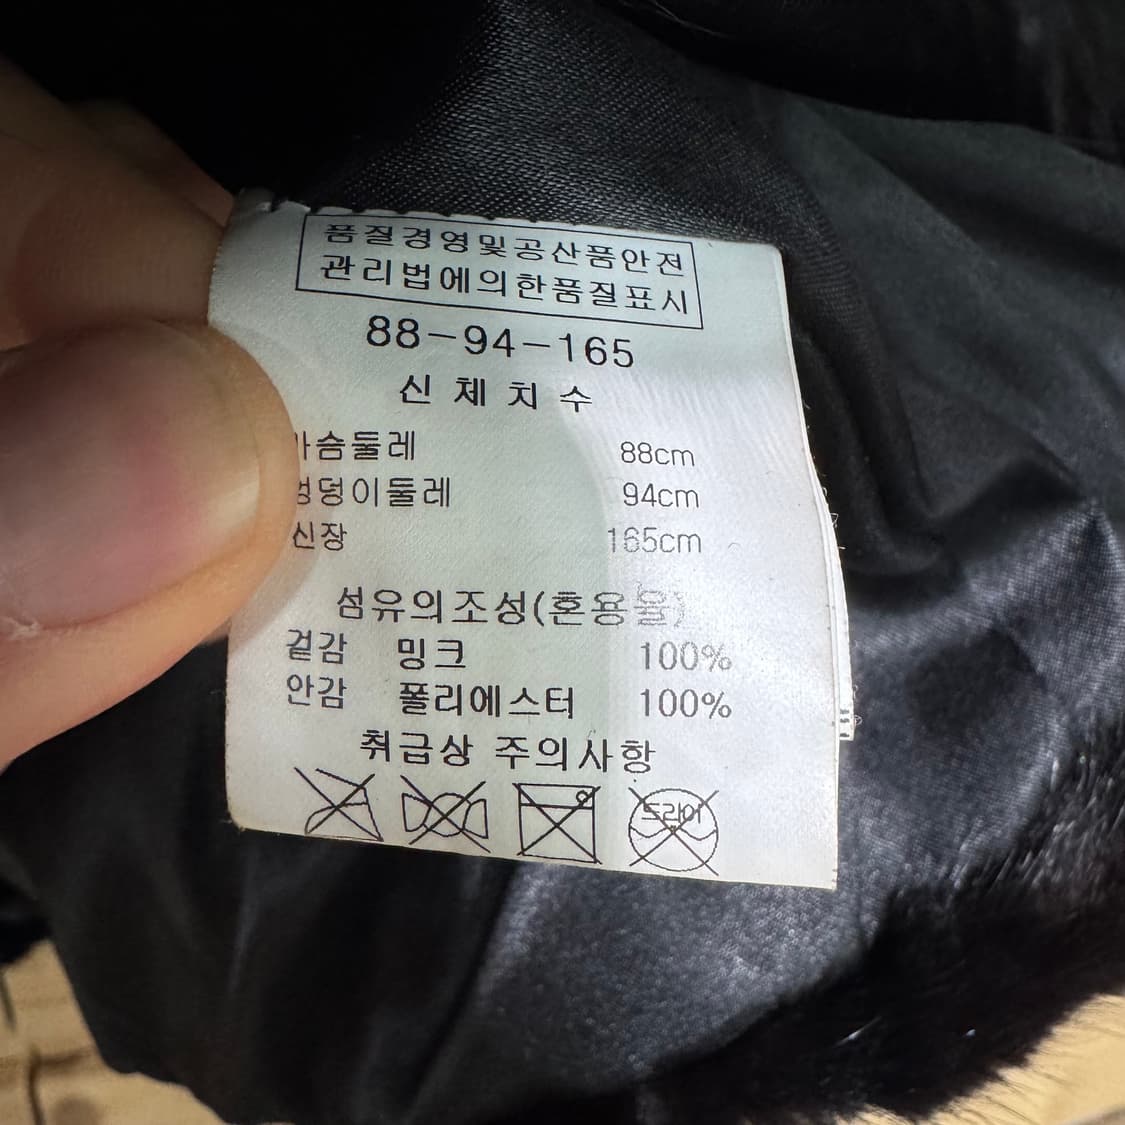 품질경영및공산품안전
관리법에의한품질표시
88-94-165
신체치수
가슴둘레 88cm
엉덩이둘레 94cm
신장 165cm
섬유의조성(혼용율)
겉감 밍크 100%
안감 폴리에스터 100%
취급상 주의사항
드라이